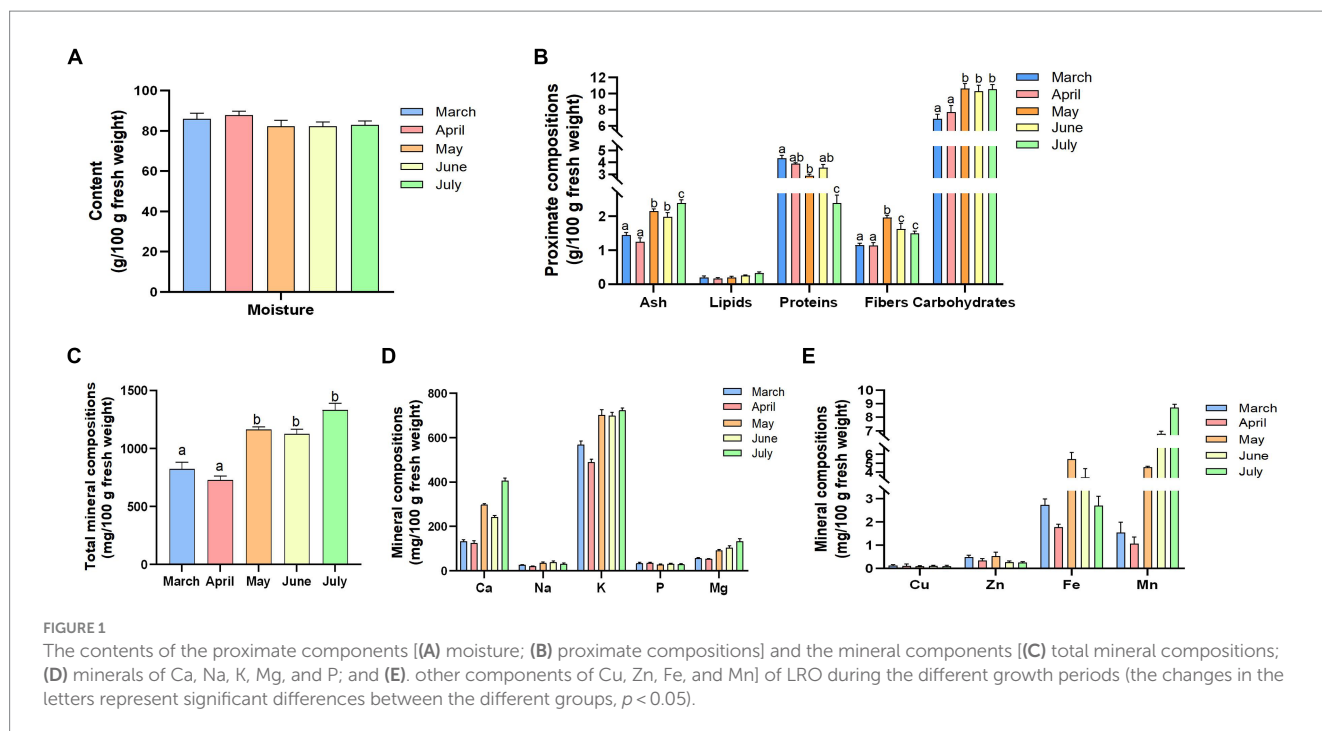 A
Content
(g/100 g fresh weight)
100
80
60
40
20
0
Moisture
March
April
May
June
July
B
Proximate compositions
(g/100 g fresh weight)
12
10
8
6
5
4
3
2
1
0
a a b b c
a ab b ab c
a a b c c
a a b b b
Ash Lipids Proteins Fibers Carbohydrates
March
April
May
June
July
C
Total mineral compositions
(mg/100 g fresh weight)
1500
1000
500
0
a a b b b
March April May June July
D
Mineral compositions
(mg/100 g fresh weight)
800
600
400
200
0
Ca Na K P Mg
March
April
May
June
July
E
Mineral compositions
(mg/100 g fresh weight)
10
9
8
7
6
5
4
3
2
1
0
Cu Zn Fe Mn
March
April
May
June
July
FIGURE 1
The contents of the proximate components [(A) moisture; (B) proximate compositions] and the mineral components [(C) total mineral compositions;
(D) minerals of Ca, Na, K, Mg, and P; and (E). other components of Cu, Zn, Fe, and Mn] of LRO during the different growth periods (the changes in the
letters represent significant differences between the different groups, p < 0.05).